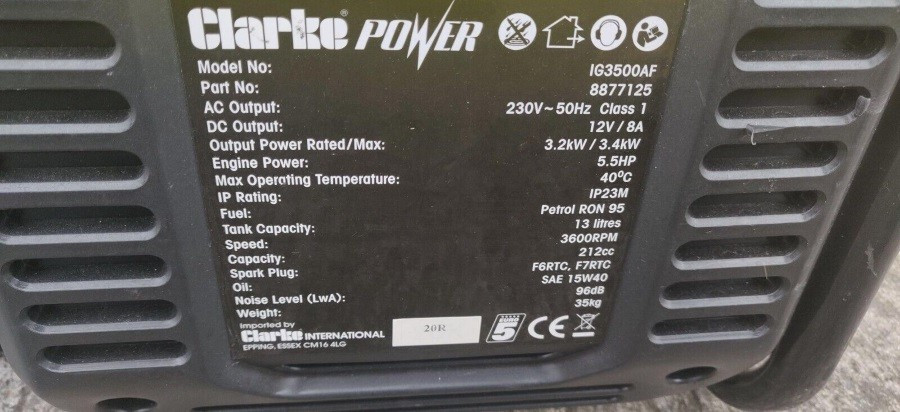 Clarke POWER
Model No: IG3500AF
Part No: 8877125
AC Output: 230V~50Hz Class 1
DC Output: 12V / 8A
Output Power Rated/Max: 3.2kW / 3.4kW
Engine Power: 5.5HP
Max Operating Temperature: 40°C
IP Rating: IP23M
Fuel: Petrol RON 95
Tank Capacity: 13 litres
Speed: 3600RPM
Capacity: 212cc
Spark Plug: F6RTC, F7RTC
Oil: SAE 15W40
Noise Level (LwA): 96dB
Weight: 35kg
Imported by
Clarke INTERNATIONAL
EPPING, ESSEX CM16 4LG
20R
5
CE